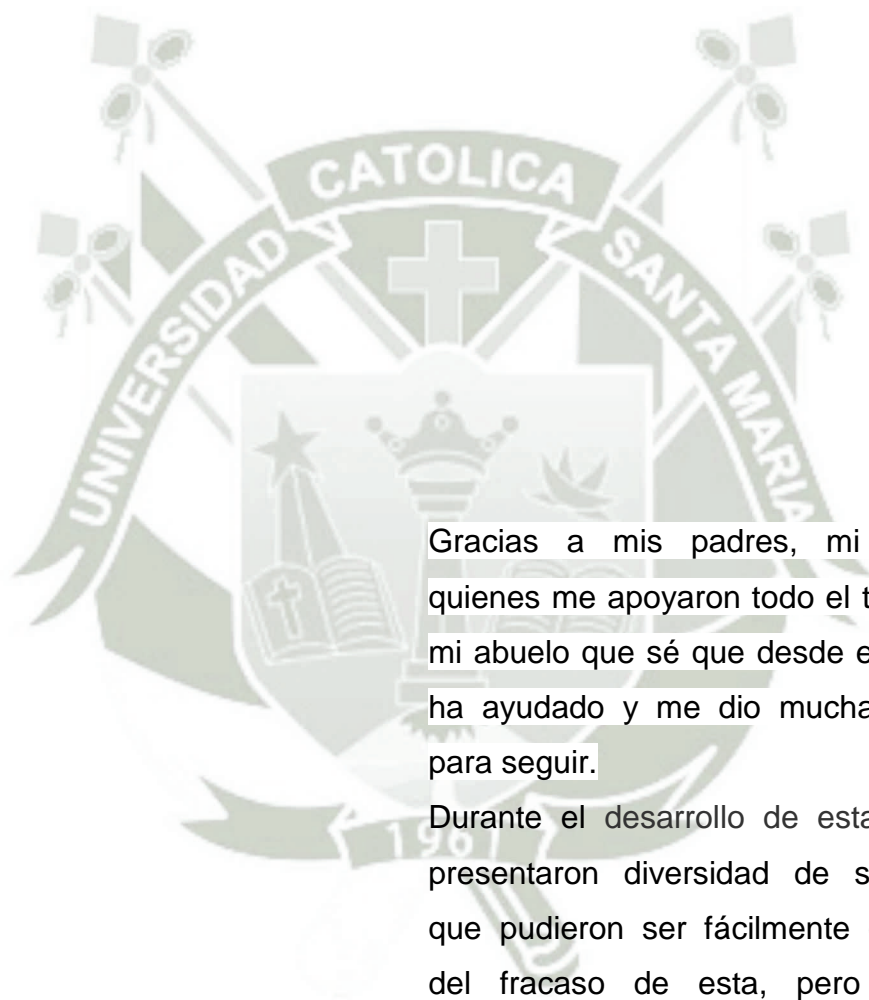 CATOLICA
UNIVERSIDAD
SANTA MARIA
Gracias a mis padres, mi
quienes me apoyaron todo el
mi abuelo que sé que desde
ha ayudado y me dio mucha
para seguir.
Durante el desarrollo de esta
presentaron diversidad de
que pudieron ser fácilmente
del fracaso de esta, pero
196